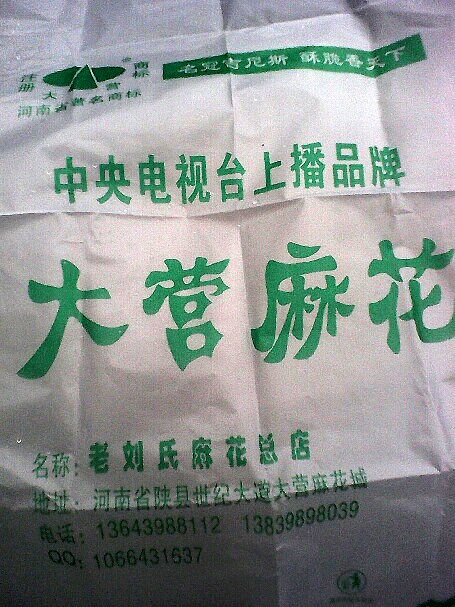 注册 商标
大营
河南省著名商标
名冠吉尼斯 酥脆香天下
中央电视台上播品牌
大营麻花
名称：老刘氏麻花总店
地址：河南省陕县世纪大道大营麻花城
电话：13643988112 13839898039
QQ：1066431637